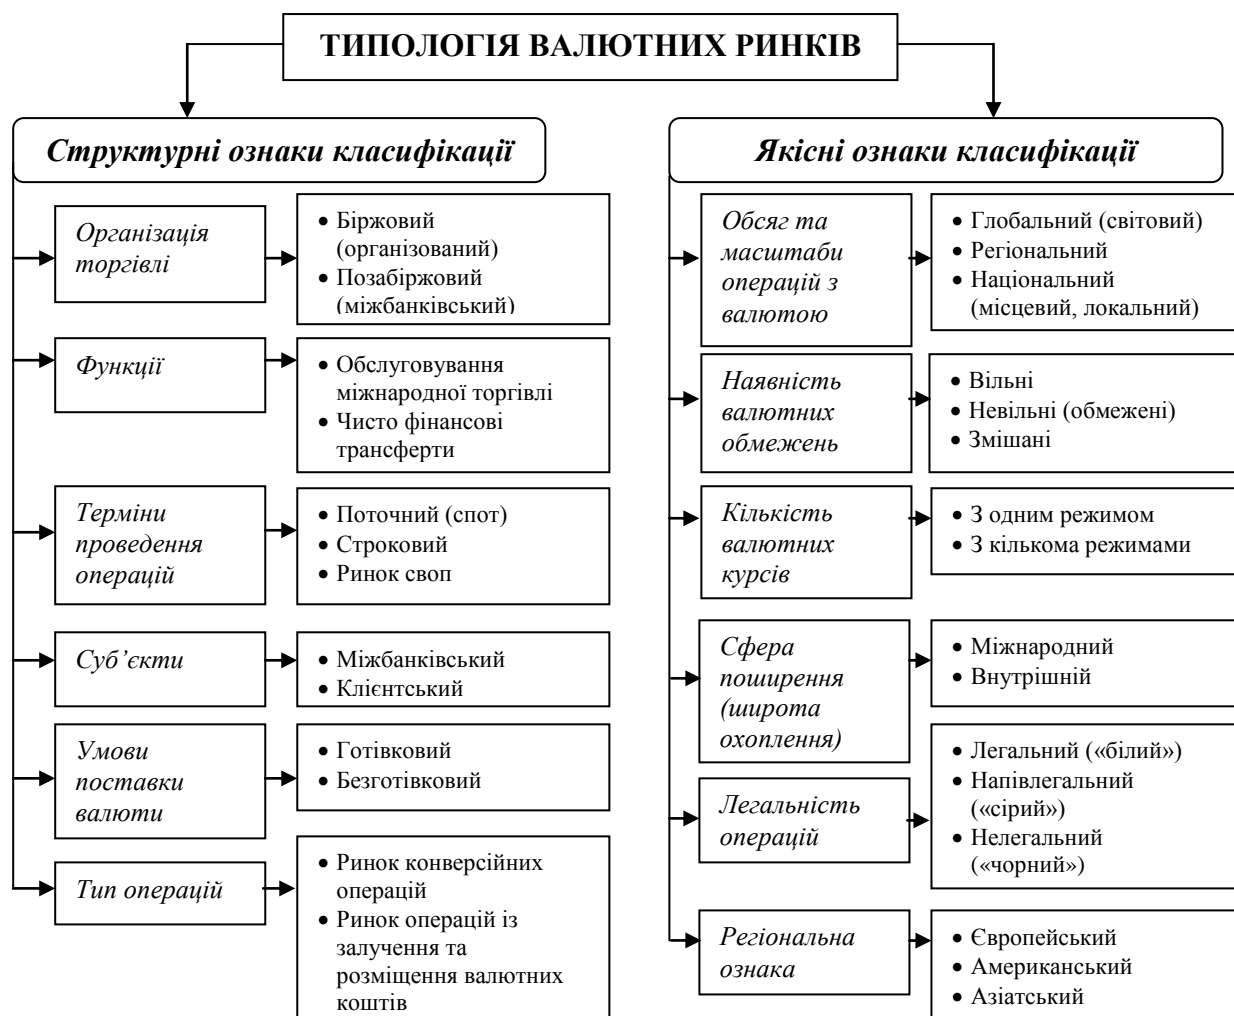 ТИПОЛОГІЯ ВАЛЮТНИХ РИНКІВ
Структурні ознаки класифікації
Організація
торгівлі
• Біржовий
(організований)
• Позабіржовий
(міжбанківський)
Функції
• Обслуговування
міжнародної торгівлі
• Чисто фінансові
трансферти
Терміни
проведення
операцій
• Поточний (спот)
• Строковий
• Ринок своп
Суб’єкти
• Міжбанківський
• Клієнтський
Умови
поставки
валюти
• Готівковий
• Безготівковий
Тип операцій
• Ринок конверсійних
операцій
• Ринок операцій із
залучення та
розміщення валютних
коштів
Якісні ознаки класифікації
Обсяг та
масштаби
операцій з
валютою
• Глобальний (світовий)
• Регіональний
• Національний
(місцевий, локальний)
Наявність
валютних
обмежень
• Вільні
• Невільні (обмежені)
• Змішані
Кількість
валютних
курсів
• З одним режимом
• З кількома режимами
Сфера
поширення
(широта
охоплення)
• Міжнародний
• Внутрішній
Легальність
операцій
• Легальний («білий»)
• Напівлегальний
(«сірий»)
• Нелегальний
(«чорний»)
Регіональна
ознака
• Європейський
• Американський
• Азіатський